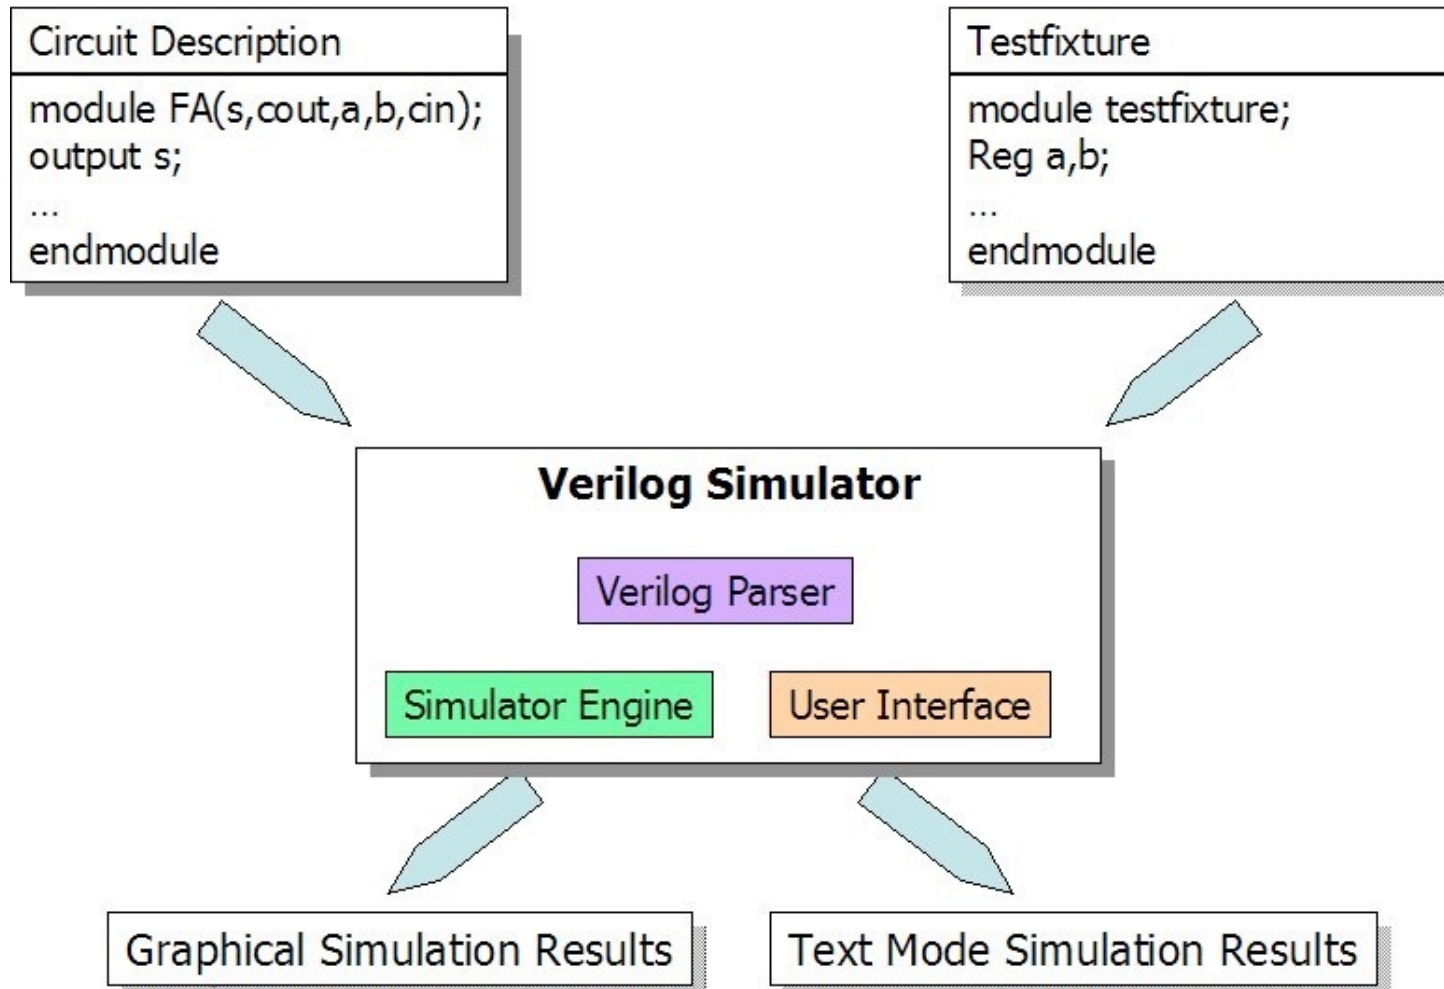 Circuit Description
module FA(s,cout,a,b,cin);
output s;
...
endmodule
Testfixture
module testfixture;
Reg a,b;
...
endmodule
Verilog Simulator
Verilog Parser
Simulator Engine
User Interface
Graphical Simulation Results
Text Mode Simulation Results